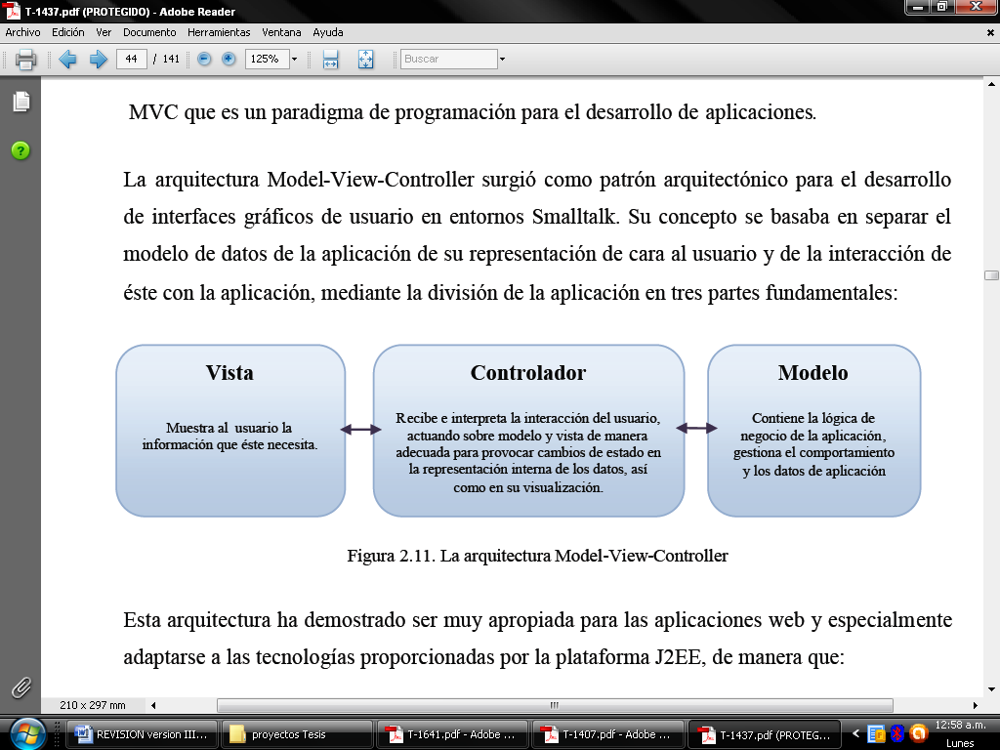 T-1437.pdf (PROTEGIDO) - Adobe Reader
Archivo Edición Ver Documento Herramientas Ventana Ayuda
44 / 141 125% Buscar
MVC que es un paradigma de programación para el desarrollo de aplicaciones.
La arquitectura Model-View-Controller surgió como patrón arquitectónico para el desarrollo
de interfaces gráficos de usuario en entornos Smalltalk. Su concepto se basaba en separar el
modelo de datos de la aplicación de su representación de cara al usuario y de la interacción de
éste con la aplicación, mediante la división de la aplicación en tres partes fundamentales:
Vista
Muestra al usuario la
información que éste necesita.
Controlador
Recibe e interpreta la interacción del usuario,
actuando sobre modelo y vista de manera
adecuada para provocar cambios de estado en
la representación interna de los datos, así
como en su visualización.
Modelo
Contiene la lógica de
negocio de la aplicación,
gestiona el comportamiento
y los datos de aplicación
Figura 2.11. La arquitectura Model-View-Controller
Esta arquitectura ha demostrado ser muy apropiada para las aplicaciones web y especialmente
adaptarse a las tecnologías proporcionadas por la plataforma J2EE, de manera que:
210 x 297 mm
REVISION version III... proyectos Tesis T-1641.pdf - Adobe ... T-1407.pdf - Adobe ... T-1437.pdf (PROTEG... 12:58 a.m.
Lunes